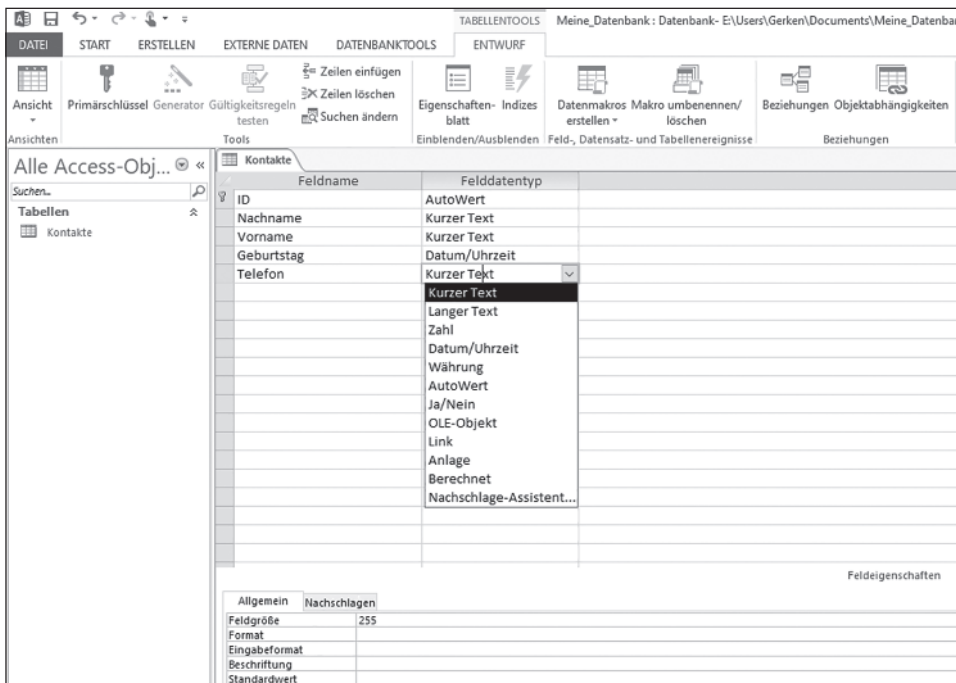 TABELLENTOOLS Meine_Datenbank : Datenbank- E:\Users\Gerken\Documents\Meine_Datenba
DATEI START ERSTELLEN EXTERNE DATEN DATENBANKTOOLS ENTWURF
Ansicht
Primärschlüssel Generator Gültigkeitsregeln testen
Zeilen einfügen
Zeilen löschen
Suchen ändern
Eigenschaften- blatt
Indizes
Datenmakros erstellen
Makro umbenennen/ löschen
Beziehungen Objektabhängigkeiten
Ansichten Tools Einblenden/Ausblenden Feld-, Datensatz- und Tabellenereignisse Beziehungen
Alle Access-Obj... «
Suchen...
Tabellen
Kontakte
Kontakte
Feldname Felddatentyp
ID AutoWert
Nachname Kurzer Text
Vorname Kurzer Text
Geburtstag Datum/Uhrzeit
Telefon Kurzer Text
Kurzer Text
Langer Text
Zahl
Datum/Uhrzeit
Währung
AutoWert
Ja/Nein
OLE-Objekt
Link
Anlage
Berechnet
Nachschlage-Assistent...
Feldeigenschaften
Allgemein Nachschlagen
Feldgröße 255
Format
Eingabeformat
Beschriftung
Standardwert